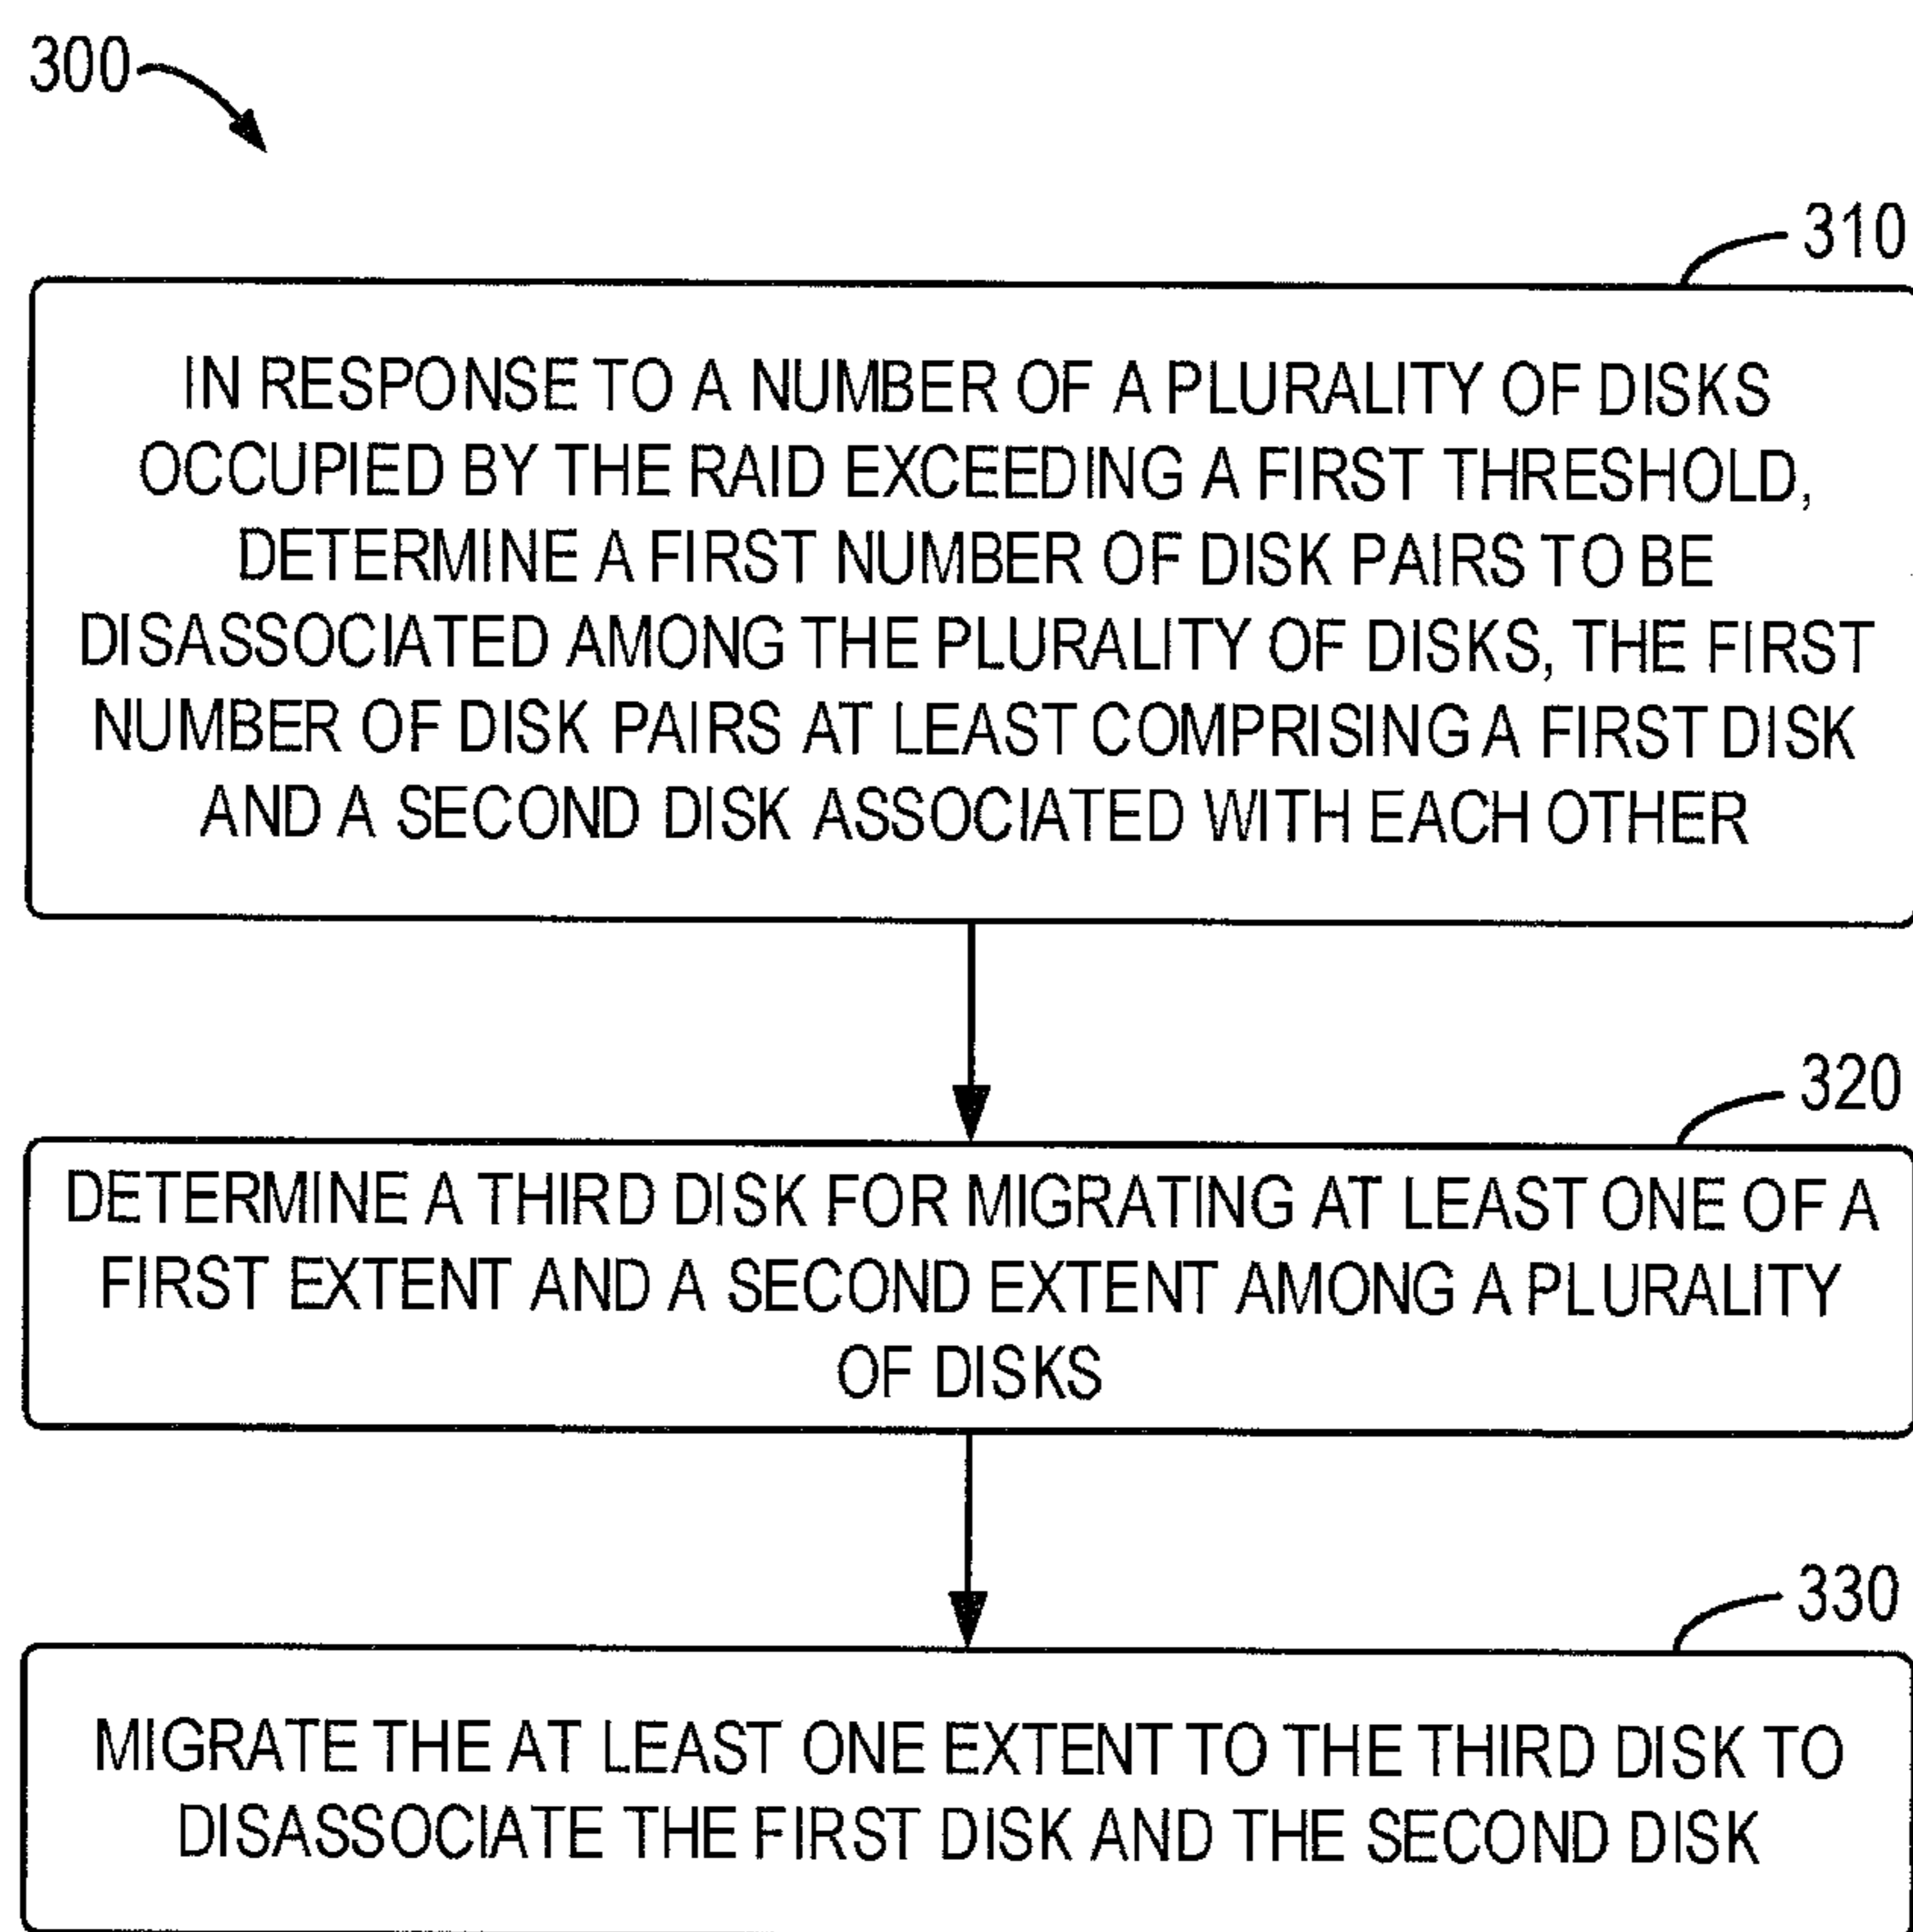 300
310
IN RESPONSE TO A NUMBER OF A PLURALITY OF DISKS
OCCUPIED BY THE RAID EXCEEDING A FIRST THRESHOLD,
DETERMINE A FIRST NUMBER OF DISK PAIRS TO BE
DISASSOCIATED AMONG THE PLURALITY OF DISKS, THE FIRST
NUMBER OF DISK PAIRS AT LEAST COMPRISING A FIRST DISK
AND A SECOND DISK ASSOCIATED WITH EACH OTHER
320
DETERMINE A THIRD DISK FOR MIGRATING AT LEAST ONE OF A
FIRST EXTENT AND A SECOND EXTENT AMONG A PLURALITY
OF DISKS
330
MIGRATE THE AT LEAST ONE EXTENT TO THE THIRD DISK TO
DISASSOCIATE THE FIRST DISK AND THE SECOND DISK